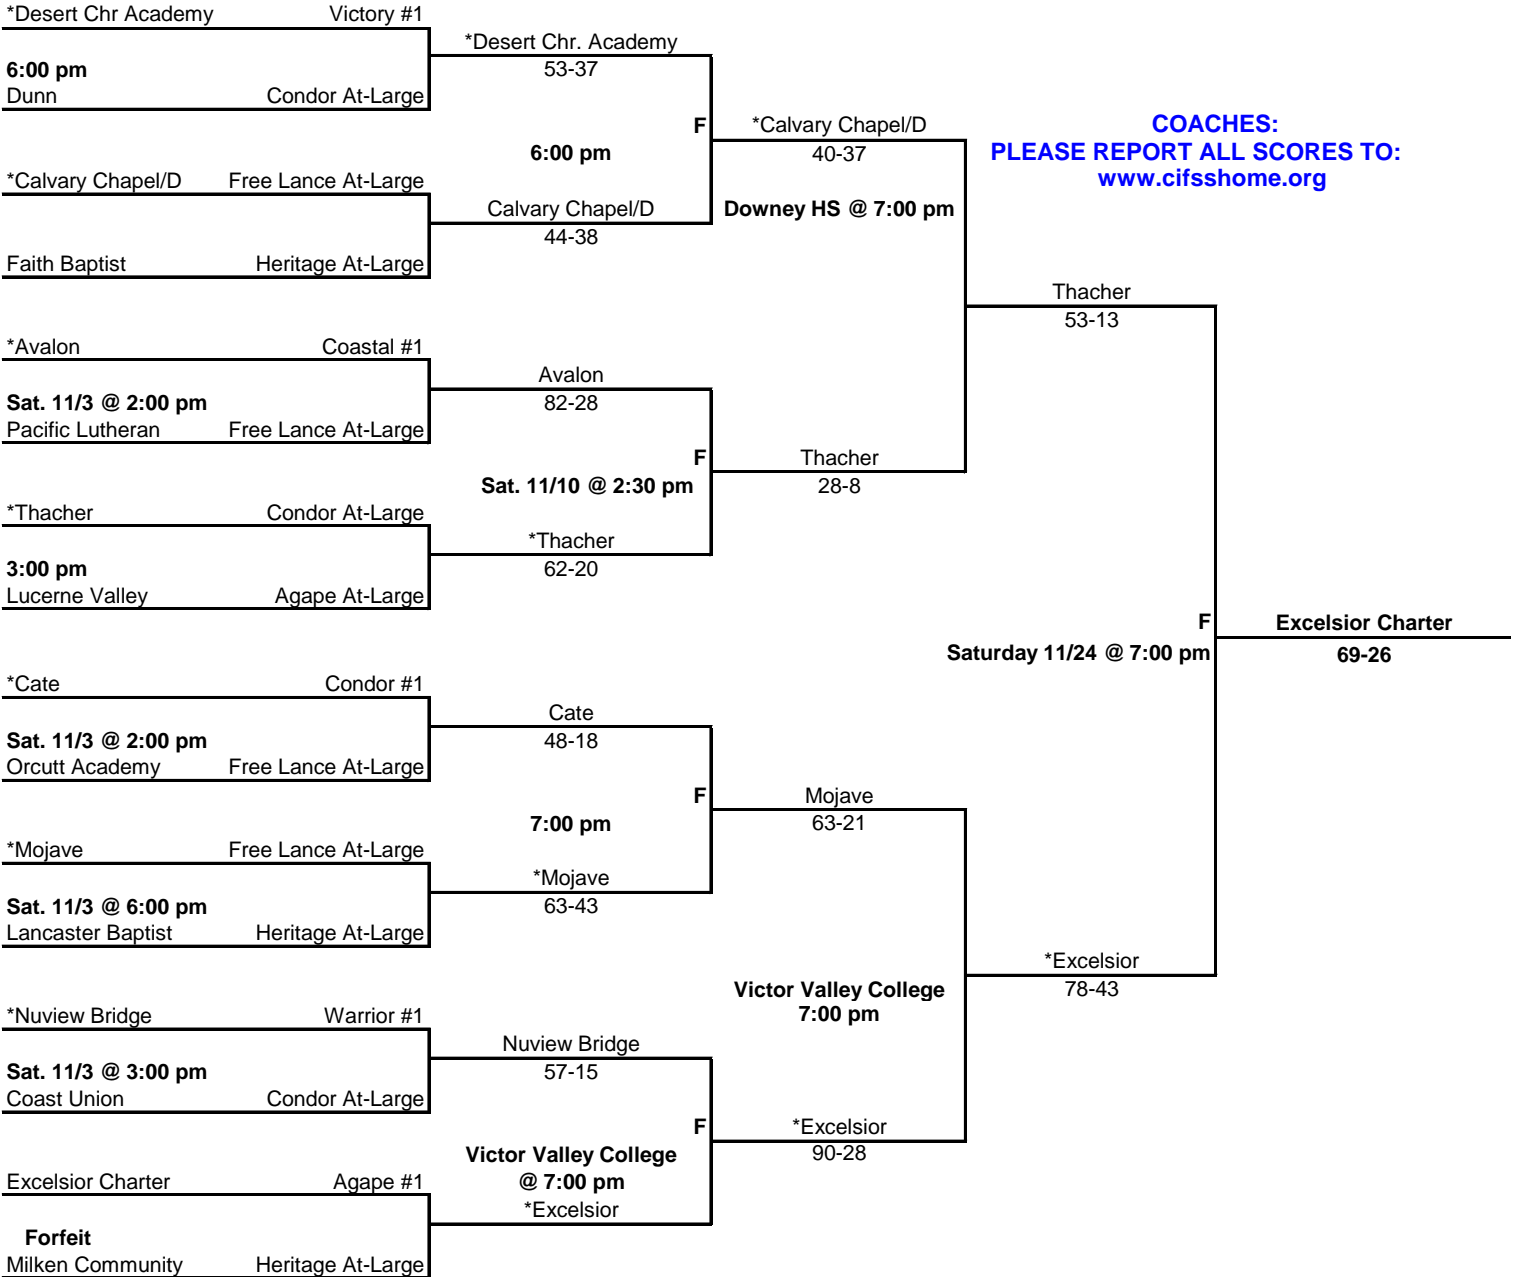 *Desert Chr Academy Victory #1
6:00 pm
Dunn Condor At-Large
*Calvary Chapel/D Free Lance At-Large
Faith Baptist Heritage At-Large
*Avalon Coastal #1
Sat. 11/3 @ 2:00 pm
Pacific Lutheran Free Lance At-Large
*Thacher Condor At-Large
3:00 pm
Lucerne Valley Agape At-Large
*Cate Condor #1
Sat. 11/3 @ 2:00 pm
Orcutt Academy Free Lance At-Large
*Mojave Free Lance At-Large
Sat. 11/3 @ 6:00 pm
Lancaster Baptist Heritage At-Large
*Nuview Bridge Warrior #1
Sat. 11/3 @ 3:00 pm
Coast Union Condor At-Large
Excelsior Charter Agape #1
Forfeit
Milken Community Heritage At-Large
*Desert Chr. Academy
53-37
F
6:00 pm
Calvary Chapel/D
44-38
Avalon
82-28
F
Sat. 11/10 @ 2:30 pm
*Thacher
62-20
Cate
48-18
F
7:00 pm
*Mojave
63-43
Nuview Bridge
57-15
F
Victor Valley College
@ 7:00 pm
*Excelsior
*Calvary Chapel/D
40-37
Downey HS @ 7:00 pm
Thacher
28-8
Mojave
63-21
Victor Valley College
7:00 pm
*Excelsior
90-28
COACHES:
PLEASE REPORT ALL SCORES TO:
www.cifsshome.org
Thacher
53-13
F
Saturday 11/24 @ 7:00 pm
*Excelsior
78-43
Excelsior Charter
69-26